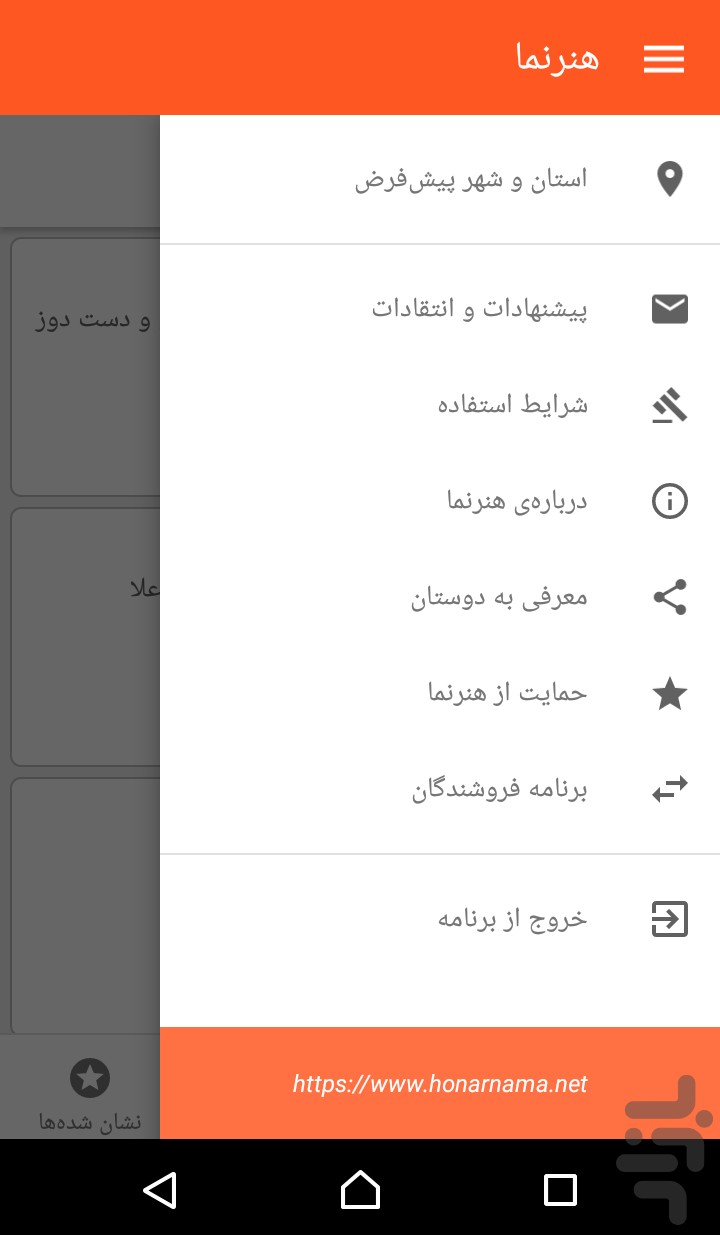 هنرنما
استان و شهر پیش‌فرض
پیشنهادات و انتقادات
و دست دوز
شرایط استفاده
درباره‌ی هنرنما
معرفی به دوستان
علا
حمایت از هنرنما
برنامه فروشندگان
خروج از برنامه
https://www.honarnama.net
نشان شده‌ها
بازار